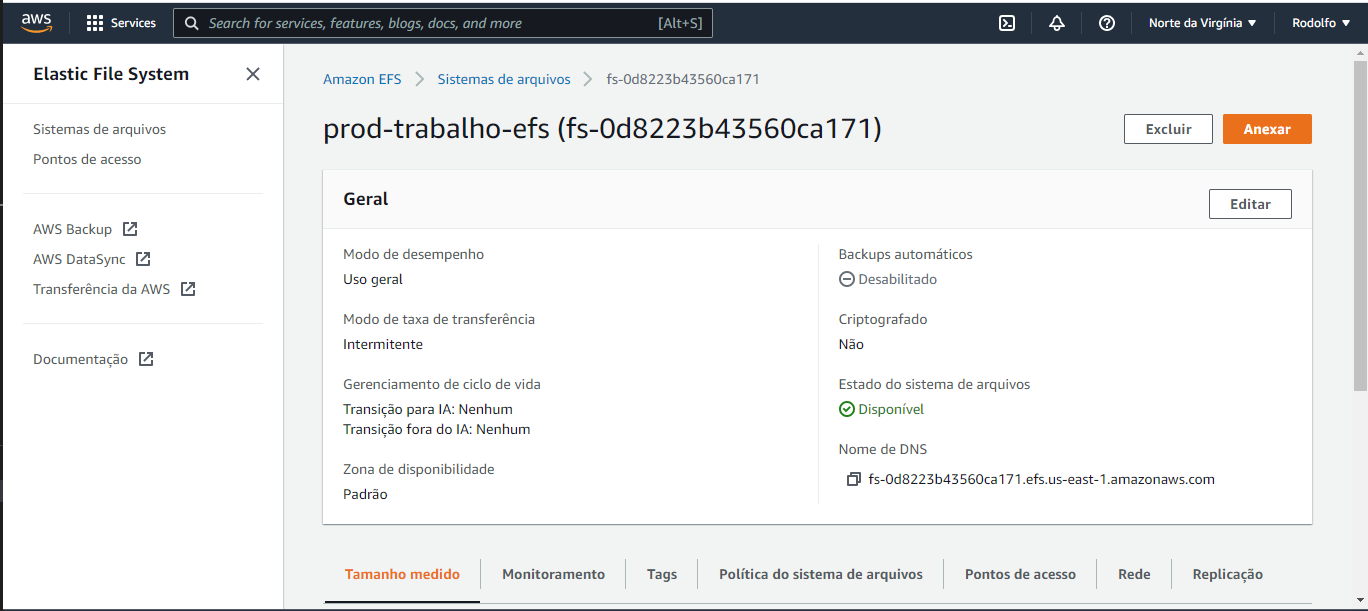 aws
Services
Search for services, features, blogs, docs, and more
[Alt+S]
Norte da Virgínia
Rodolfo
Elastic File System
Sistemas de arquivos
Pontos de acesso
AWS Backup
AWS DataSync
Transferência da AWS
Documentação
Amazon EFS
Sistemas de arquivos
fs-0d8223b43560ca171
prod-trabalho-efs (fs-0d8223b43560ca171)
Excluir
Anexar
Geral
Editar
Modo de desempenho
Uso geral
Modo de taxa de transferência
Intermitente
Gerenciamento de ciclo de vida
Transição para IA: Nenhum
Transição fora do IA: Nenhum
Zona de disponibilidade
Padrão
Backups automáticos
Desabilitado
Criptografado
Não
Estado do sistema de arquivos
Disponível
Nome de DNS
fs-0d8223b43560ca171.efs.us-east-1.amazonaws.com
Tamanho medido
Monitoramento
Tags
Política do sistema de arquivos
Pontos de acesso
Rede
Replicação